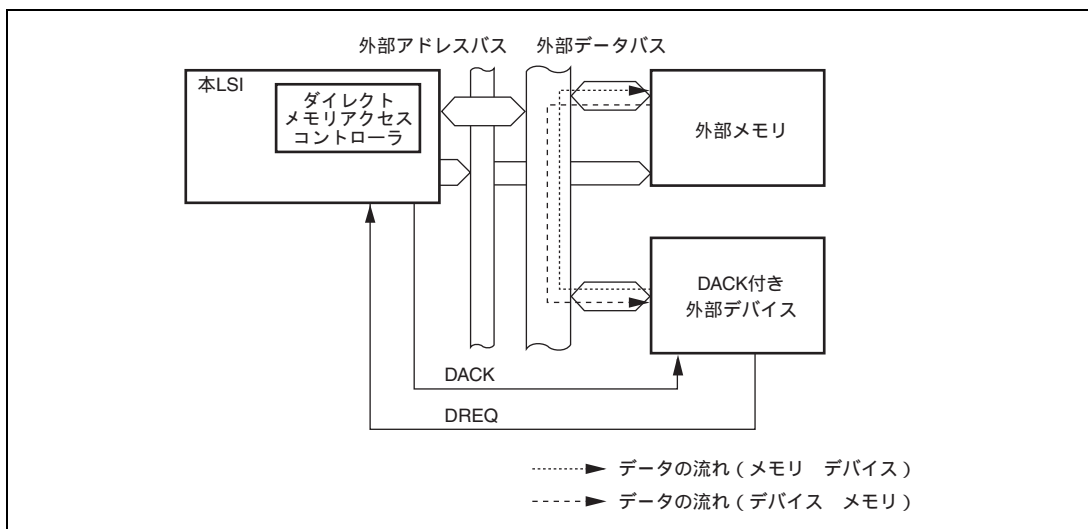 外部アドレスバス
外部データバス
本LSI
ダイレクト
メモリアクセス
コントローラ
外部メモリ
DACK付き
外部デバイス
DACK
DREQ
データの流れ（メモリ　デバイス）
データの流れ（デバイス　メモリ）